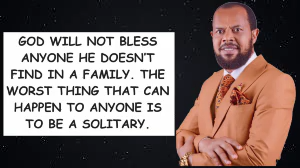 GOD WILL NOT BLESS
ANYONE HE DOESN'T
FIND IN A FAMILY. THE
WORST THING THAT CAN
HAPPEN TO ANYONE IS
TO BE A SOLITARY.